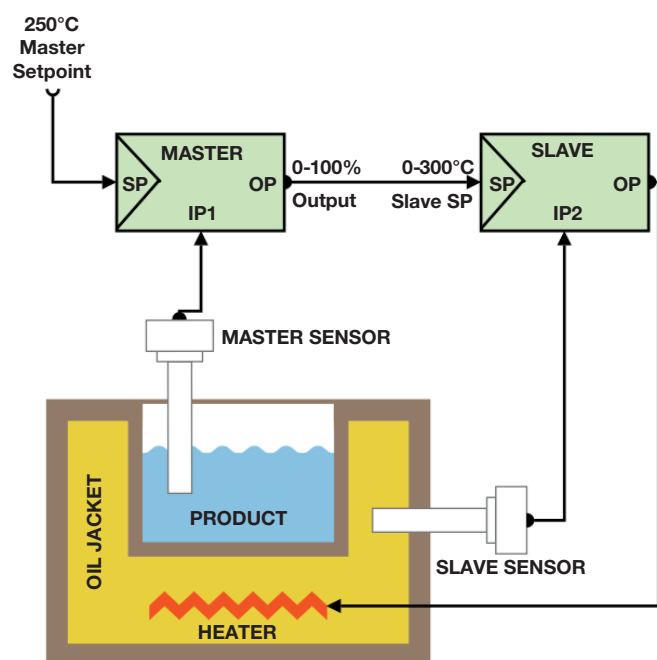 250°C
Master
Setpoint
MASTER
SP
OP
IP1
0-100%
Output
0-300°C
Slave SP
SLAVE
SP
OP
IP2
MASTER SENSOR
OIL JACKET
PRODUCT
SLAVE SENSOR
HEATER